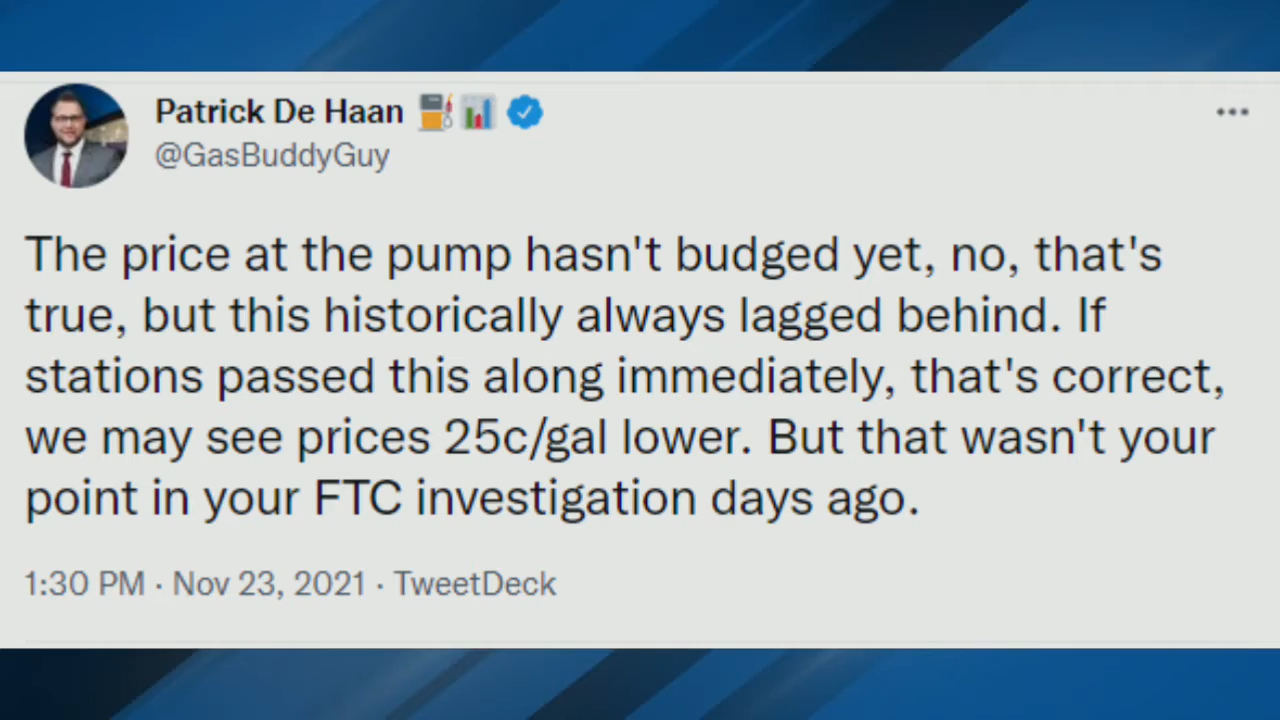 Patrick De Haan ⛽📊
@GasBuddyGuy
The price at the pump hasn't budged yet, no, that's
true, but this historically always lagged behind. If
stations passed this along immediately, that's correct,
we may see prices 25c/gal lower. But that wasn't your
point in your FTC investigation days ago.
1:30 PM · Nov 23, 2021 · TweetDeck